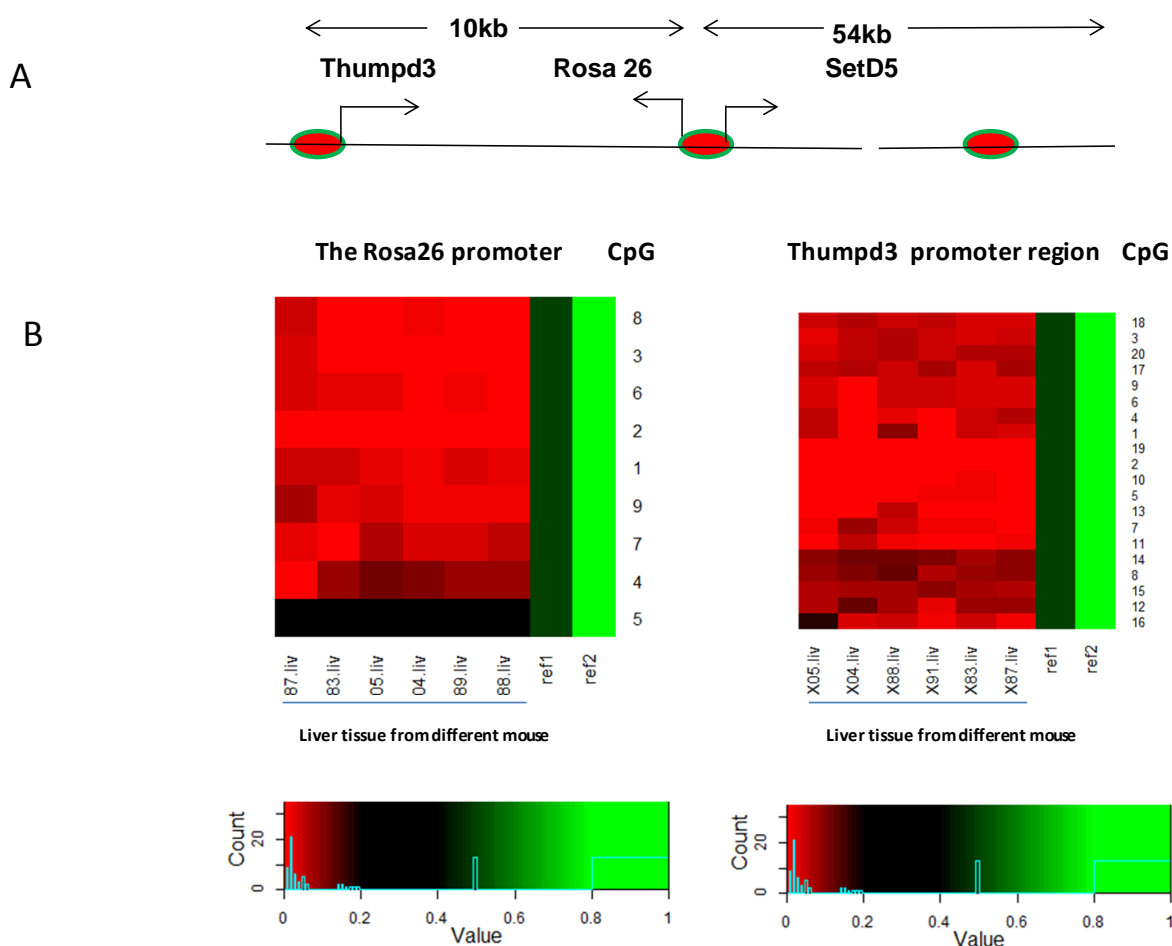 10kb
54kb
A
Thumpd3
Rosa 26
SetD5
B
The Rosa26 promoter
CpG
8
3
6
2
1
9
7
4
5
87.liv
83.liv
05.liv
04.liv
89.liv
88.liv
ref1
ref2
Liver tissue from different mouse
Thumpd3 promoter region
CpG
18
3
20
17
9
6
4
1
19
2
10
5
13
7
11
14
8
15
12
16
X05.liv
X04.liv
X88.liv
X91.liv
X83.liv
X87.liv
ref1
ref2
Liver tissue from different mouse
Count
0 20
0 0.2 0.4 0.6 0.8 1
Value
Count
0 20
0 0.2 0.4 0.6 0.8 1
Value